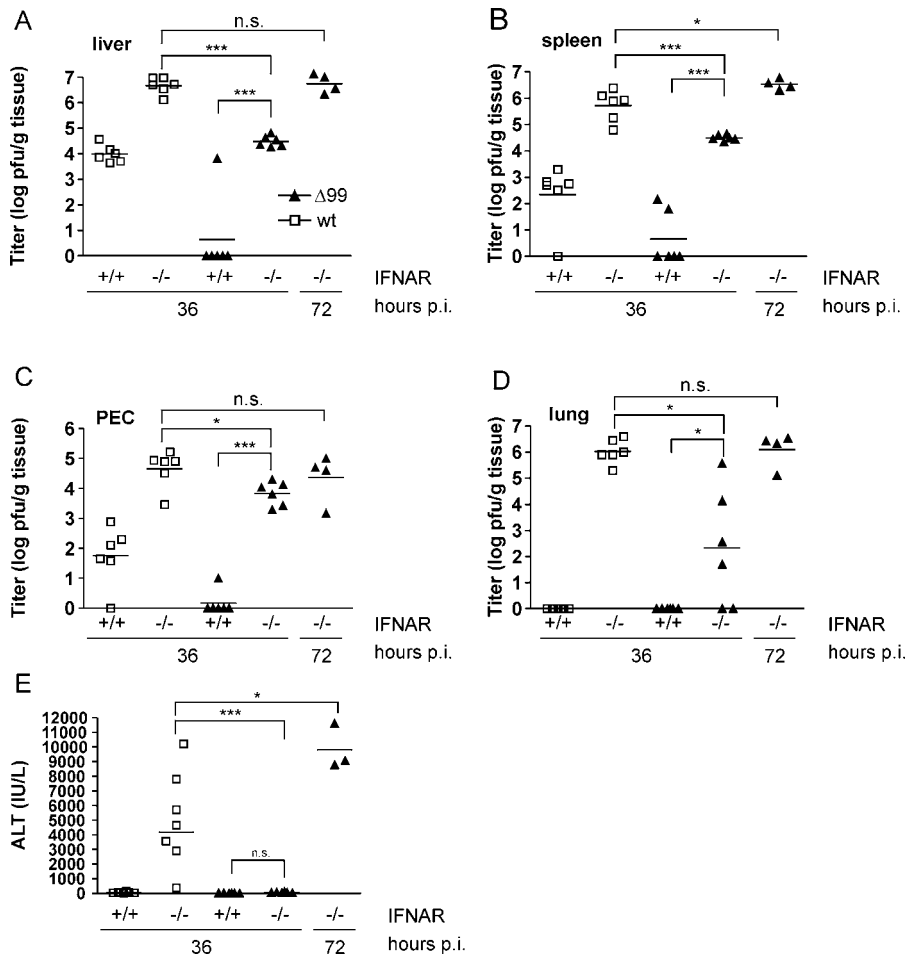 A
liver
n.s.
***
***
Titer (log pfu/g tissue)
7
6
5
4
3
2
1
0
Δ99
wt
+/+ -/- +/+ -/- -/- IFNAR
36 72 hours p.i.
B
spleen
*
***
***
Titer (log pfu/g tissue)
7
6
5
4
3
2
1
0
+/+ -/- +/+ -/- -/- IFNAR
36 72 hours p.i.
C
PEC
n.s.
*
***
Titer (log pfu/g tissue)
6
5
4
3
2
1
0
+/+ -/- +/+ -/- -/- IFNAR
36 72 hours p.i.
D
lung
n.s.
*
*
Titer (log pfu/g tissue)
7
6
5
4
3
2
1
0
+/+ -/- +/+ -/- -/- IFNAR
36 72 hours p.i.
E
*
***
n.s.
ALT (IU/L)
12000
11000
10000
9000
8000
7000
6000
5000
4000
3000
2000
1000
0
+/+ -/- +/+ -/- -/- IFNAR
36 72 hours p.i.